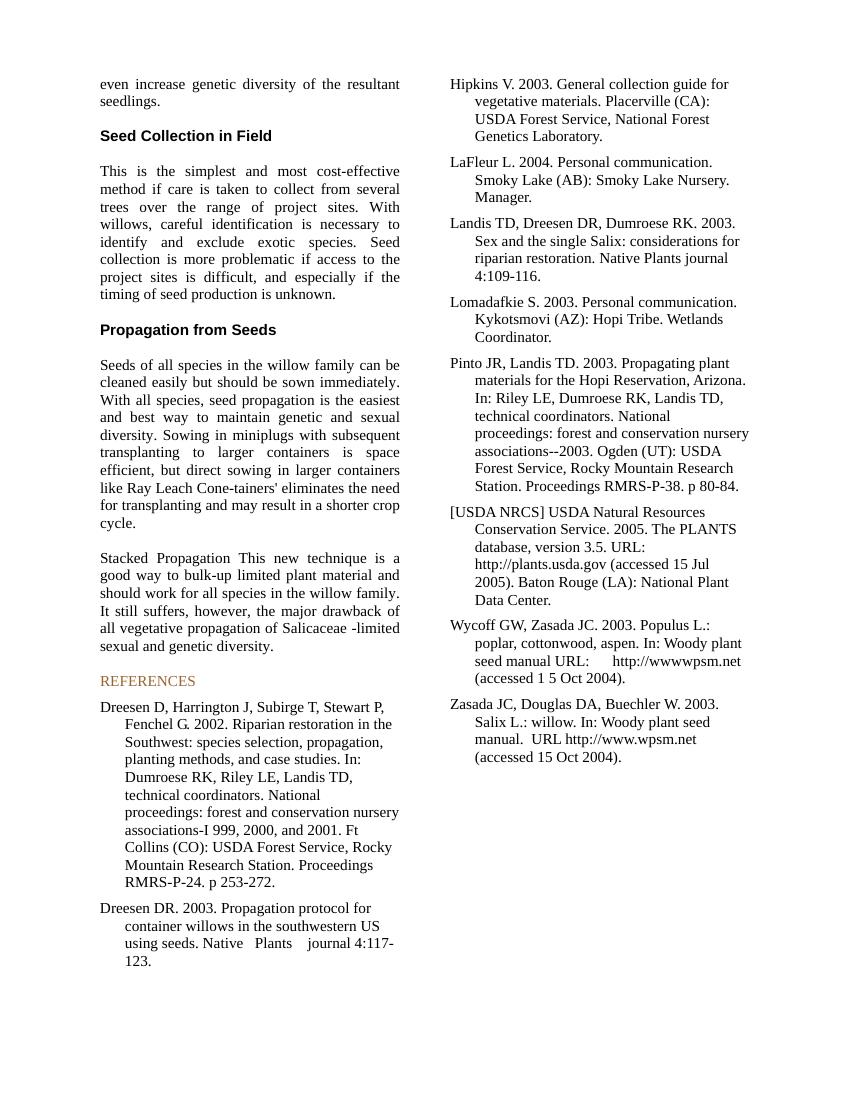 even increase genetic diversity of the resultant
seedlings.
Seed Collection in Field
This is the simplest and most cost-effective
method if care is taken to collect from several
trees over the range of project sites. With
willows, careful identification is necessary to
identify and exclude exotic species. Seed
collection is more problematic if access to the
project sites is difficult, and especially if the
timing of seed production is unknown.
Propagation from Seeds
Seeds of all species in the willow family can be
cleaned easily but should be sown immediately.
With all species, seed propagation is the easiest
and best way to maintain genetic and sexual
diversity. Sowing in miniplugs with subsequent
transplanting to larger containers is space
efficient, but direct sowing in larger containers
like Ray Leach Cone-tainers' eliminates the need
for transplanting and may result in a shorter crop
cycle.
Stacked Propagation This new technique is a
good way to bulk-up limited plant material and
should work for all species in the willow family.
It still suffers, however, the major drawback of
all vegetative propagation of Salicaceae -limited
sexual and genetic diversity.
REFERENCES
Dreesen D, Harrington J, Subirge T, Stewart P,
Fenchel G. 2002. Riparian restoration in the
Southwest: species selection, propagation,
planting methods, and case studies. In:
Dumroese RK, Riley LE, Landis TD,
technical coordinators. National
proceedings: forest and conservation nursery
associations-I 999, 2000, and 2001. Ft
Collins (CO): USDA Forest Service, Rocky
Mountain Research Station. Proceedings
RMRS-P-24. p 253-272.
Dreesen DR. 2003. Propagation protocol for
container willows in the southwestern US
using seeds. Native Plants journal 4:117-
123.
Hipkins V. 2003. General collection guide for
vegetative materials. Placerville (CA):
USDA Forest Service, National Forest
Genetics Laboratory.
LaFleur L. 2004. Personal communication.
Smoky Lake (AB): Smoky Lake Nursery.
Manager.
Landis TD, Dreesen DR, Dumroese RK. 2003.
Sex and the single Salix: considerations for
riparian restoration. Native Plants journal
4:109-116.
Lomadafkie S. 2003. Personal communication.
Kykotsmovi (AZ): Hopi Tribe. Wetlands
Coordinator.
Pinto JR, Landis TD. 2003. Propagating plant
materials for the Hopi Reservation, Arizona.
In: Riley LE, Dumroese RK, Landis TD,
technical coordinators. National
proceedings: forest and conservation nursery
associations--2003. Ogden (UT): USDA
Forest Service, Rocky Mountain Research
Station. Proceedings RMRS-P-38. p 80-84.
[USDA NRCS] USDA Natural Resources
Conservation Service. 2005. The PLANTS
database, version 3.5. URL:
http://plants.usda.gov (accessed 15 Jul
2005). Baton Rouge (LA): National Plant
Data Center.
Wycoff GW, Zasada JC. 2003. Populus L.:
poplar, cottonwood, aspen. In: Woody plant
seed manual URL: http://wwwwpsm.net
(accessed 1 5 Oct 2004).
Zasada JC, Douglas DA, Buechler W. 2003.
Salix L.: willow. In: Woody plant seed
manual. URL http://www.wpsm.net
(accessed 15 Oct 2004).